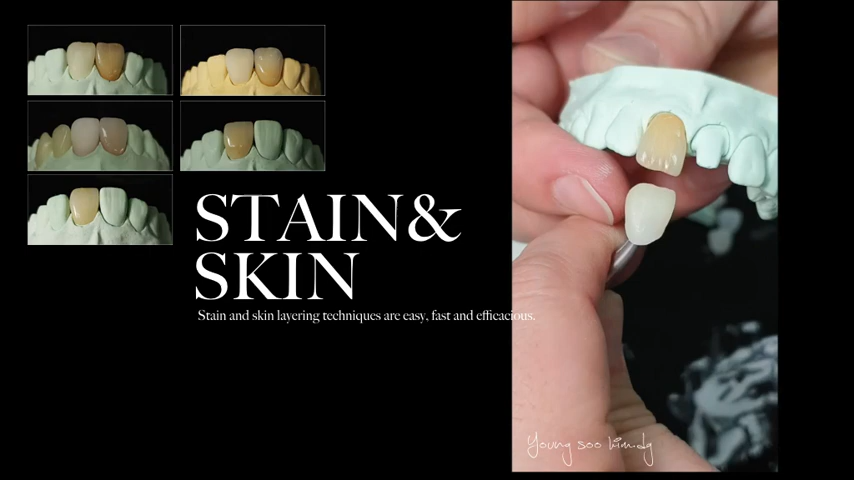 STAIN&
SKIN
Stain and skin layering techniques are easy, fast and efficacious.
Young soo kim.dg